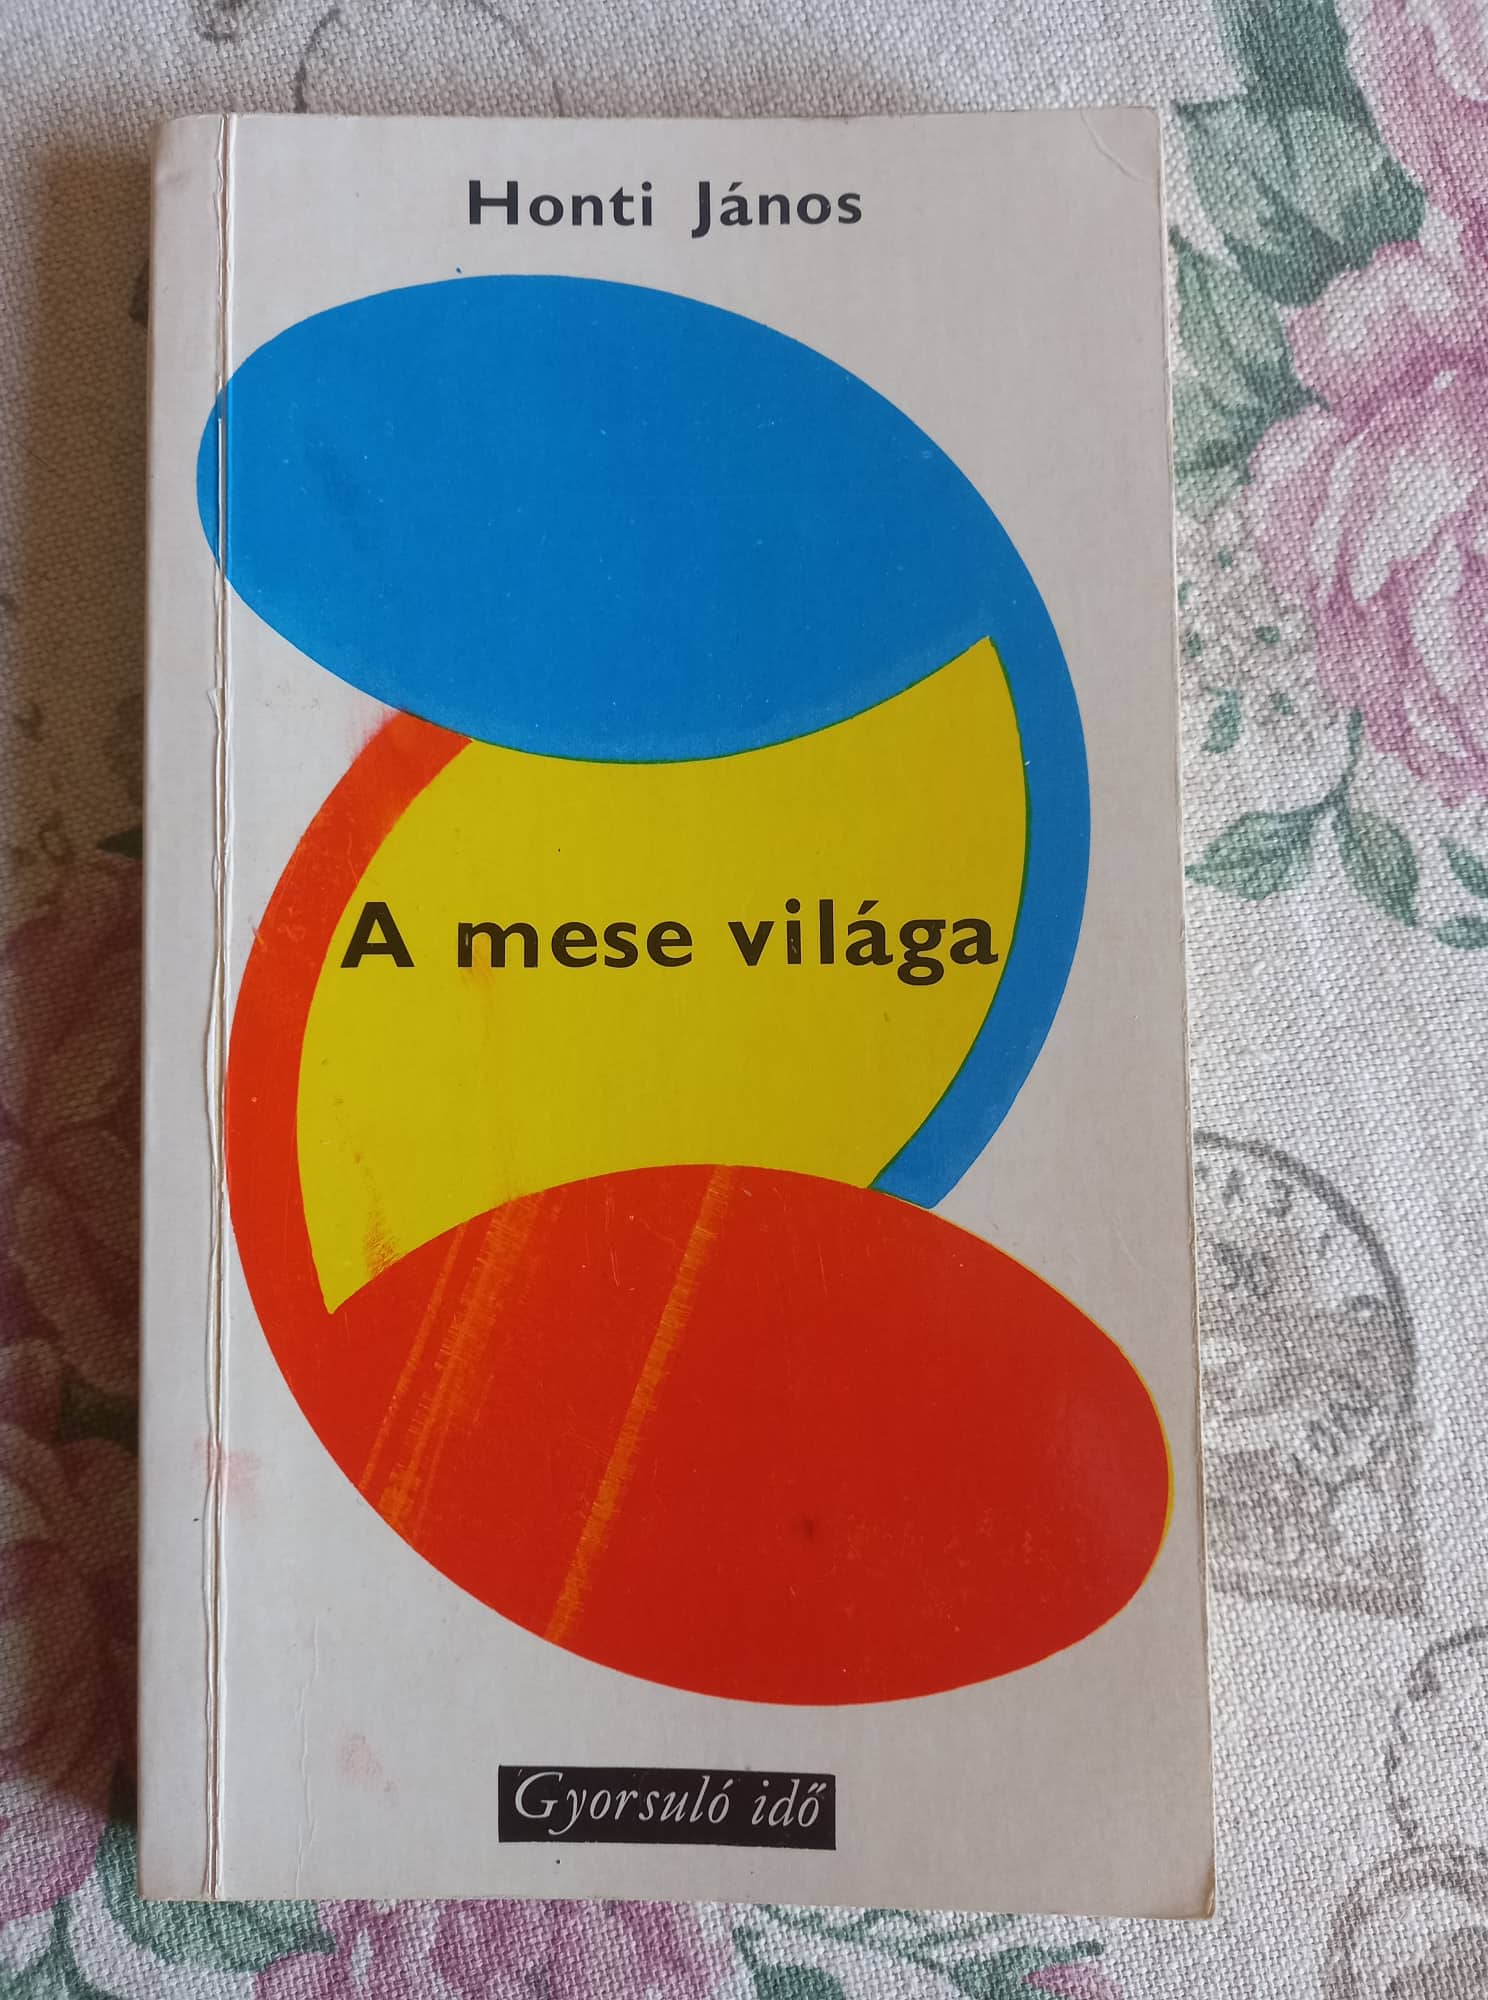 Honti János
A mese világa
Gyorsuló idő